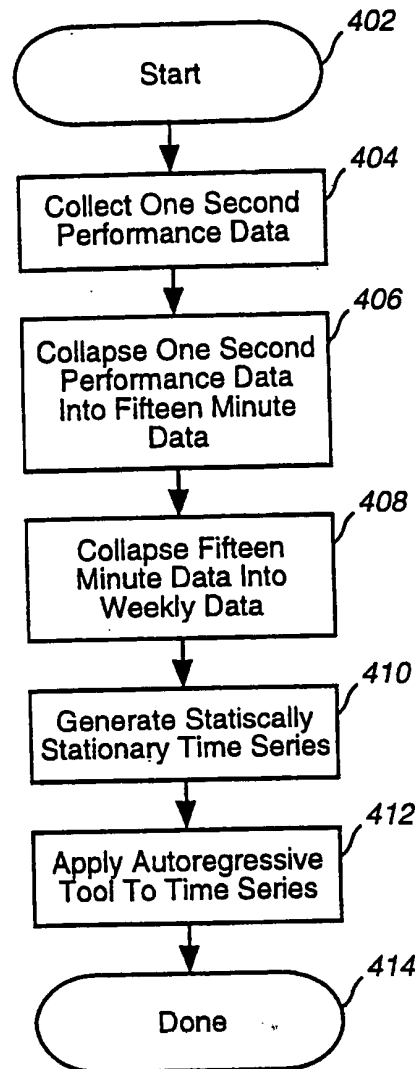 402
Start
404
Collect One Second
Performance Data
406
Collapse One Second
Performance Data
Into Fifteen Minute
Data
408
Collapse Fifteen
Minute Data Into
Weekly Data
410
Generate Statiscally
Stationary Time Series
412
Apply Autoregressive
Tool To Time Series
414
Done